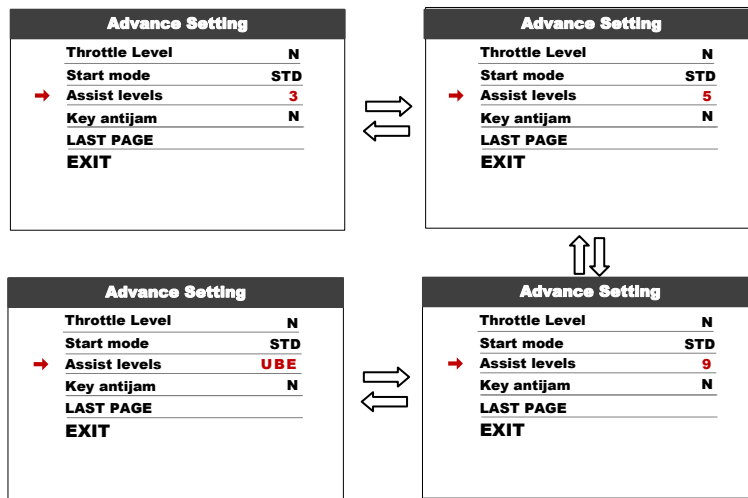 Advance Setting
Throttle Level N
Start mode STD
Assist levels 3
Key antijam N
LAST PAGE
EXIT
Advance Setting
Throttle Level N
Start mode STD
Assist levels 5
Key antijam N
LAST PAGE
EXIT
Advance Setting
Throttle Level N
Start mode STD
Assist levels UBE
Key antijam N
LAST PAGE
EXIT
Advance Setting
Throttle Level N
Start mode STD
Assist levels 9
Key antijam N
LAST PAGE
EXIT